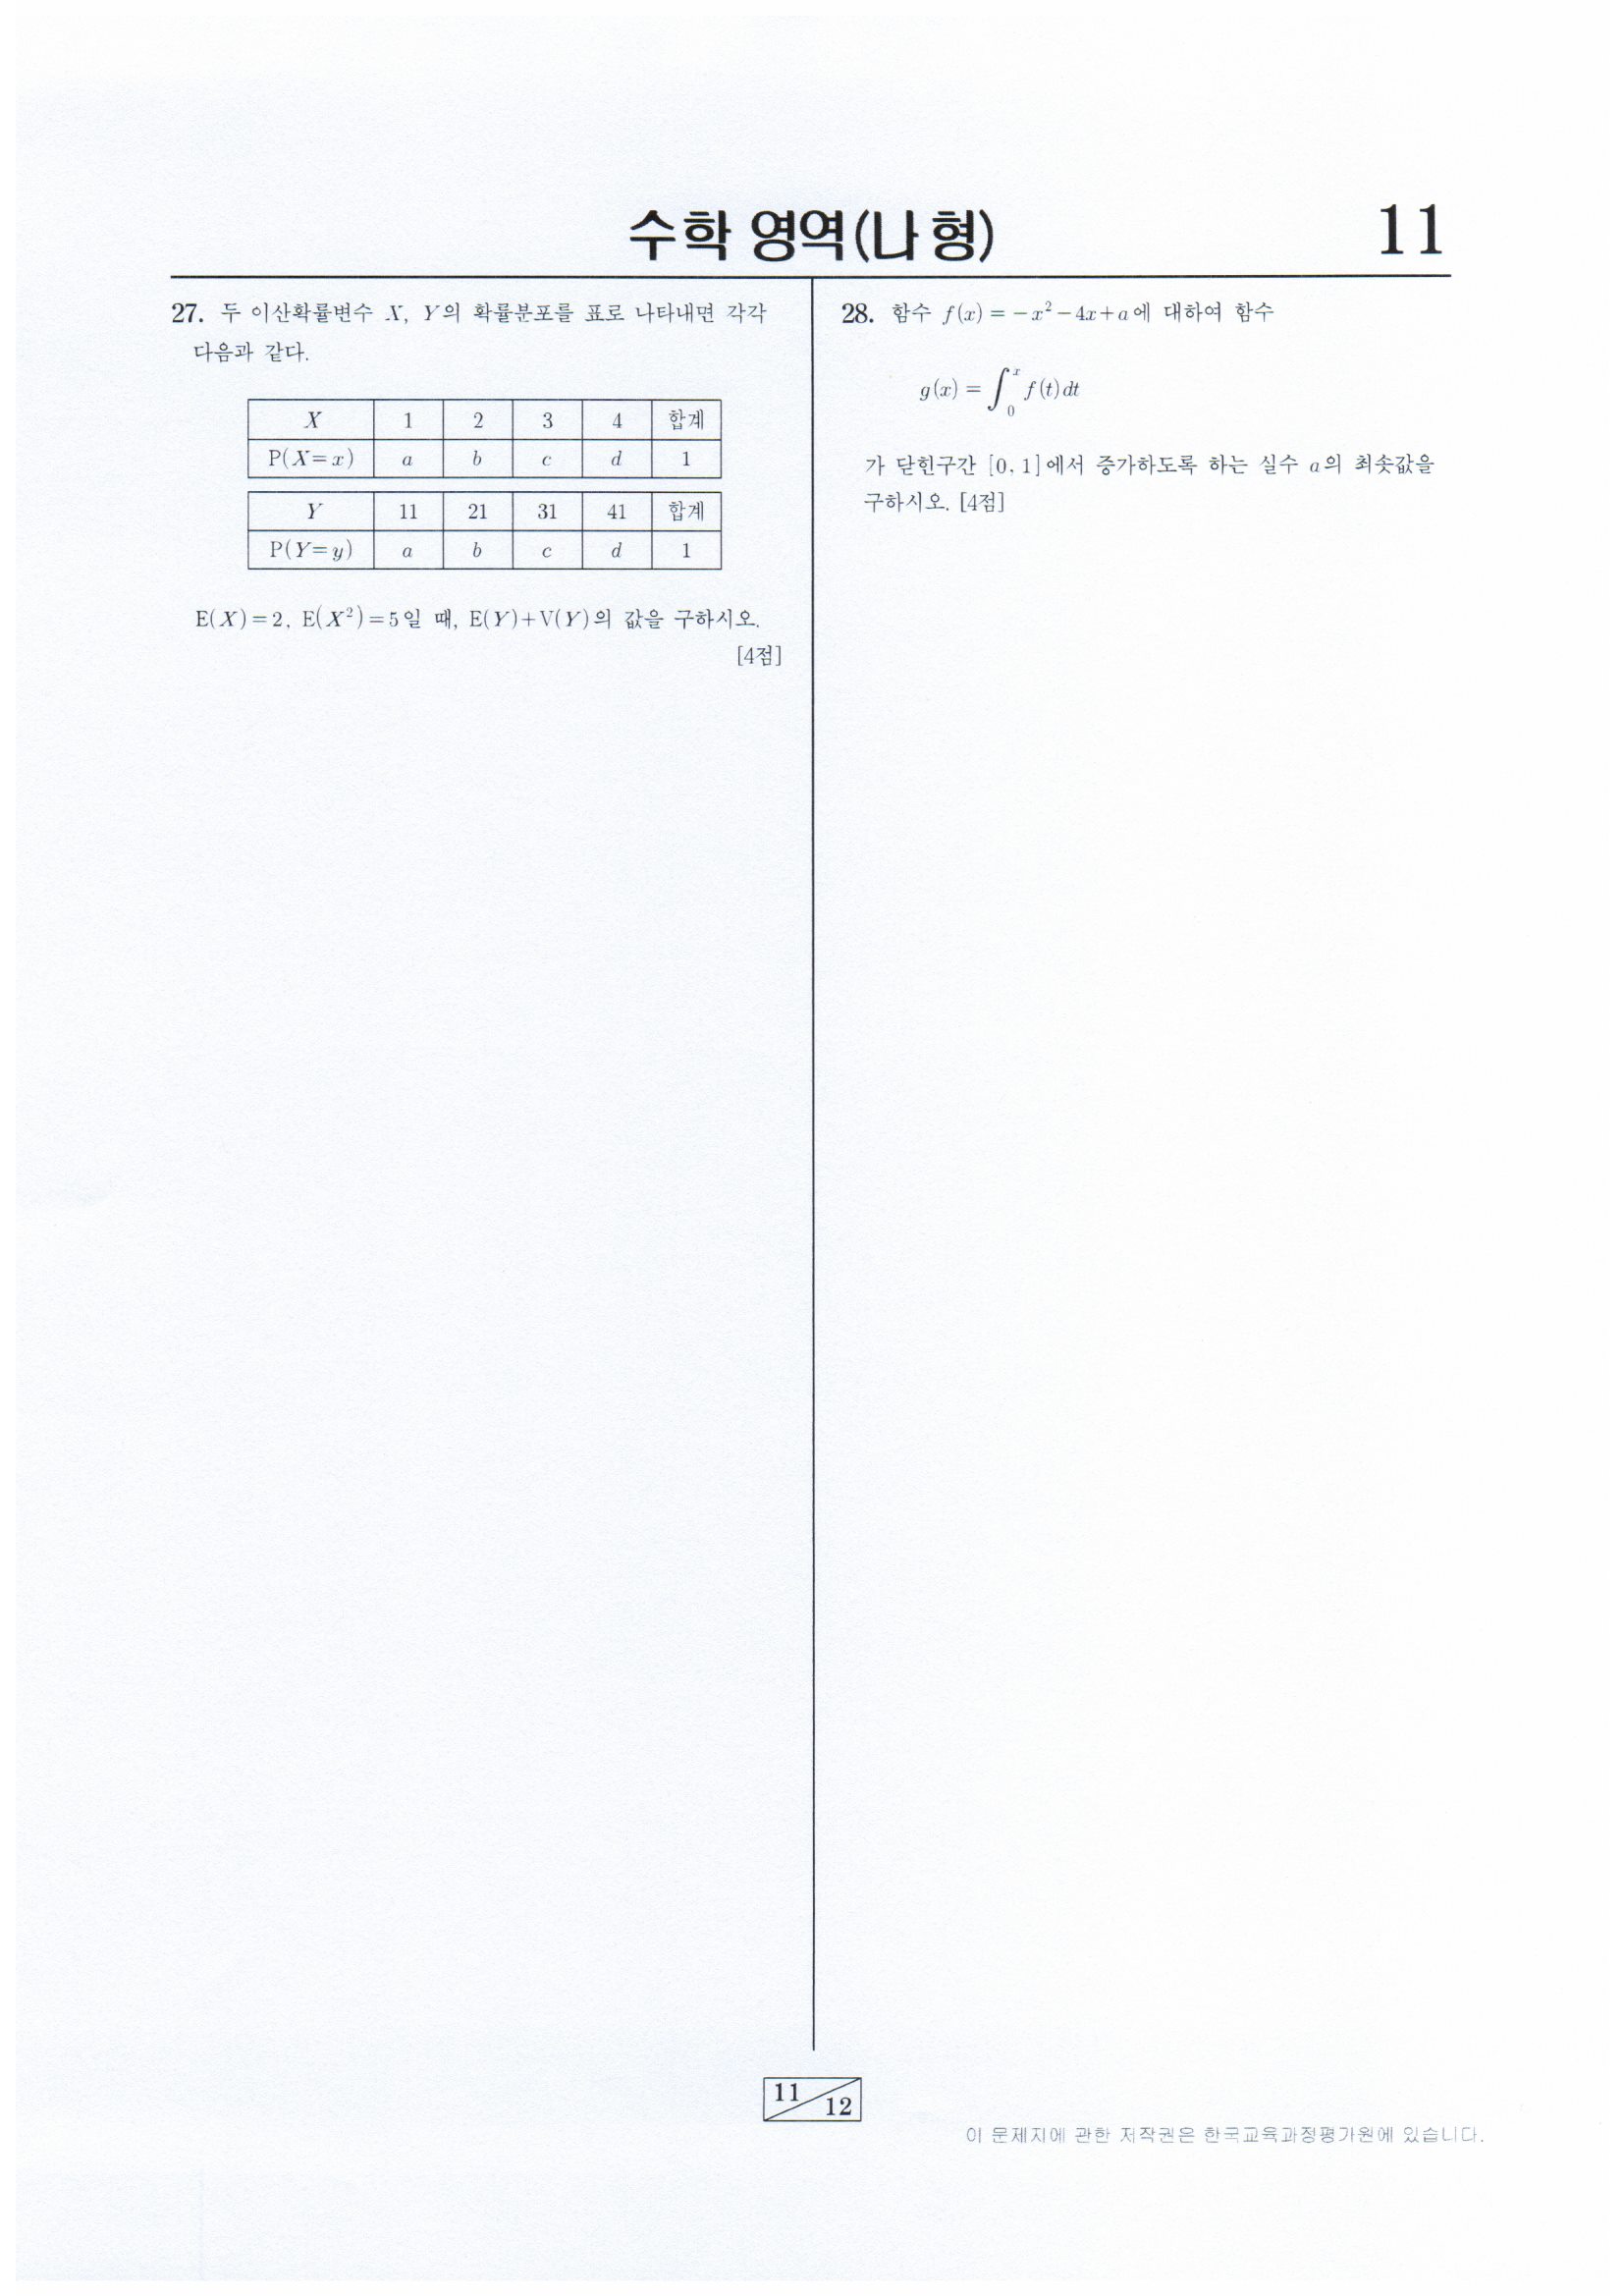 수학 영역(나 형)
11
27. 두 이산확률변수 X, Y의 확률분포를 표로 나타내면 각각
다음과 같다.
X 1 2 3 4 합계
P(X=x) a b c d 1
Y 11 21 31 41 합계
P(Y=y) a b c d 1
E(X)=2, E(X²)=5일 때, E(Y)+V(Y)의 값을 구하시오.
[4점]
28. 함수 f(x) = −x²−4x+a에 대하여 함수
g(x) = ∫₀ˣ f(t)dt
가 닫힌구간 [0, 1]에서 증가하도록 하는 실수 a의 최솟값을
구하시오. [4점]
11
12
이 문제지에 관한 저작권은 한국교육과정평가원에 있습니다.